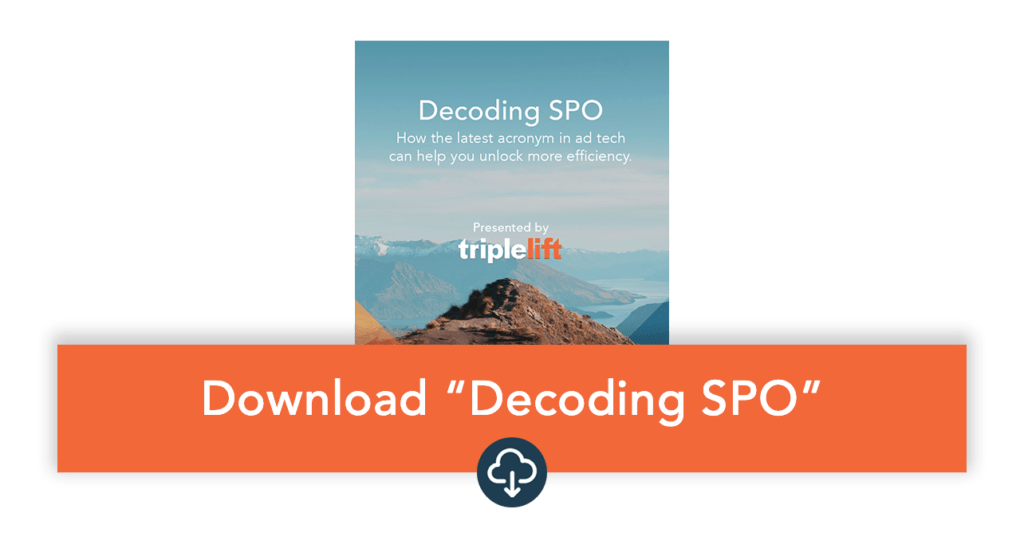 Decoding SPO
How the latest acronym in ad tech
can help you unlock more efficiency.
Presented by
triplelift
Download “Decoding SPO”